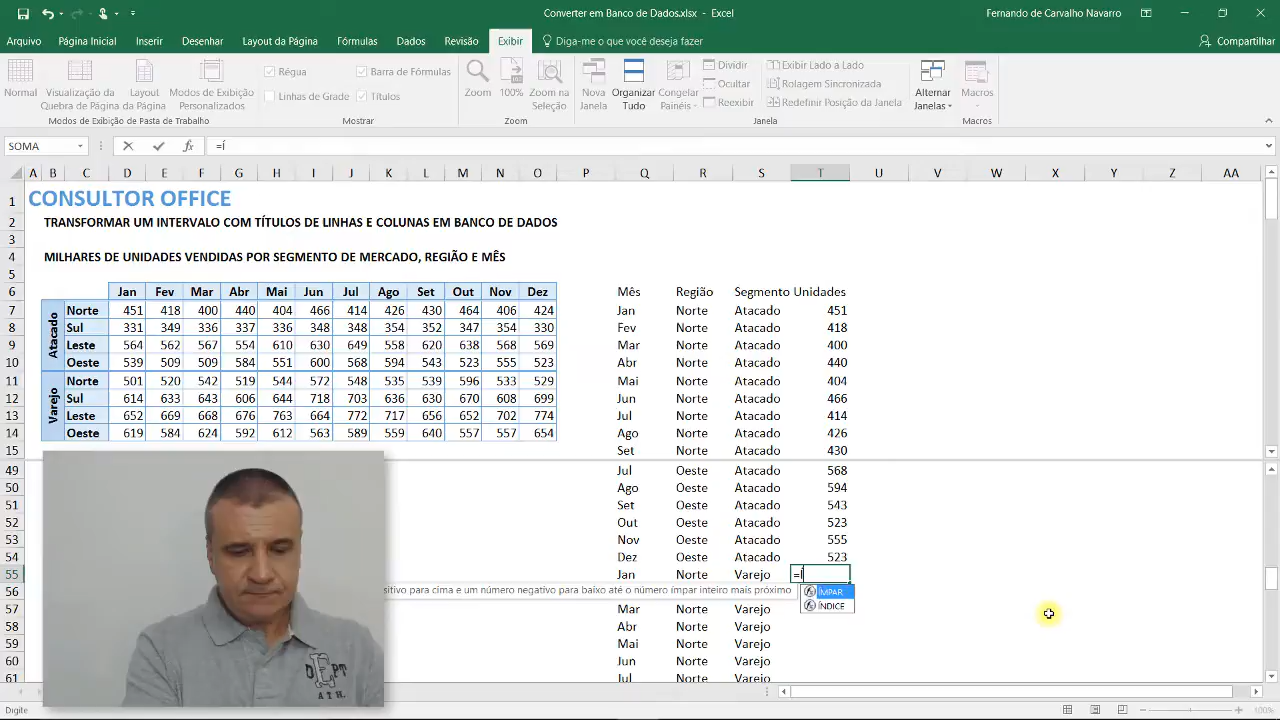 Converter em Banco de Dados.xlsx - Excel
Fernando de Carvalho Navarro
Arquivo Página Inicial Inserir Desenhar Layout da Página Fórmulas Dados Revisão Exibir Diga-me o que você deseja fazer Compartilhar
Normal
Visualização da Quebra de Página
Layout da Página
Modos de Exibição Personalizados
Modos de Exibição de Pasta de Trabalho
Régua
Barra de Fórmulas
Linhas de Grade
Títulos
Mostrar
Zoom
100%
Zoom na Seleção
Zoom
Nova Janela
Organizar Tudo
Congelar Painéis
Dividir
Ocultar
Reexibir
Exibir Lado a Lado
Rolagem Sincronizada
Redefinir Posição da Janela
Janela
Alternar Janelas
Macros
Macros
SOMA
fx
=Í
A B C D E F G H I J K L M N O P Q R S T U V W X Y Z AA
1 CONSULTOR OFFICE
2 TRANSFORMAR UM INTERVALO COM TÍTULOS DE LINHAS E COLUNAS EM BANCO DE DADOS
3
4 MILHARES DE UNIDADES VENDIDAS POR SEGMENTO DE MERCADO, REGIÃO E MÊS
5
6 Jan Fev Mar Abr Mai Jun Jul Ago Set Out Nov Dez Mês Região Segmento Unidades
Atacado
7 Norte 451 418 400 440 404 466 414 426 430 464 406 424 Jan Norte Atacado 451
8 Sul 331 349 336 337 336 348 348 354 352 347 354 330 Fev Norte Atacado 418
9 Leste 564 562 567 554 610 630 649 558 620 638 568 569 Mar Norte Atacado 400
10 Oeste 539 509 509 584 551 600 568 594 543 523 555 523 Abr Norte Atacado 440
Varejo
11 Norte 501 520 542 519 544 572 548 535 539 596 533 529 Mai Norte Atacado 404
12 Sul 614 633 643 606 644 718 703 636 630 670 608 699 Jun Norte Atacado 466
13 Leste 652 669 668 676 763 664 772 717 656 652 702 774 Jul Norte Atacado 414
14 Oeste 619 584 624 592 612 563 589 559 640 557 557 654 Ago Norte Atacado 426
15 Set Norte Atacado 430
49 Jul Oeste Atacado 568
50 Ago Oeste Atacado 594
51 Set Oeste Atacado 543
52 Out Oeste Atacado 523
53 Nov Oeste Atacado 555
54 Dez Oeste Atacado 523
55 Jan Norte Varejo =Í
56 sitivo para cima e um número negativo para baixo até o número ímpar inteiro mais próximo ÍMPAR
ÍNDICE
57 Mar Norte Varejo
58 Abr Norte Varejo
59 Mai Norte Varejo
60 Jun Norte Varejo
61 Jul Norte Varejo
DEPT
A T H.
Digite
100%